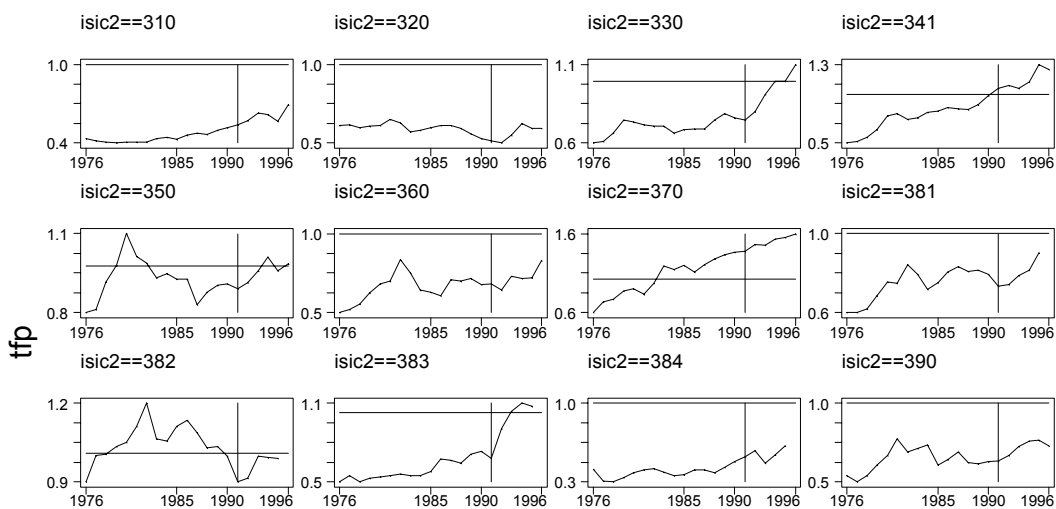 isic2==310 isic2==320 isic2==330 isic2==341
1.0 1.0 1.1 1.3
0.4 0.5 0.6 0.5
1976 1985 1990 1996 1976 1985 1990 1996 1976 1985 1990 1996 1976 1985 1990 1996
isic2==350 isic2==360 isic2==370 isic2==381
1.1 1.0 1.6 1.0
0.8 0.5 0.6 0.6
1976 1985 1990 1996 1976 1985 1990 1996 1976 1985 1990 1996 1976 1985 1990 1996
tfp
isic2==382 isic2==383 isic2==384 isic2==390
1.2 1.1 1.0 1.0
0.9 0.5 0.3 0.5
1976 1985 1990 1996 1976 1985 1990 1996 1976 1985 1990 1996 1976 1985 1990 1996